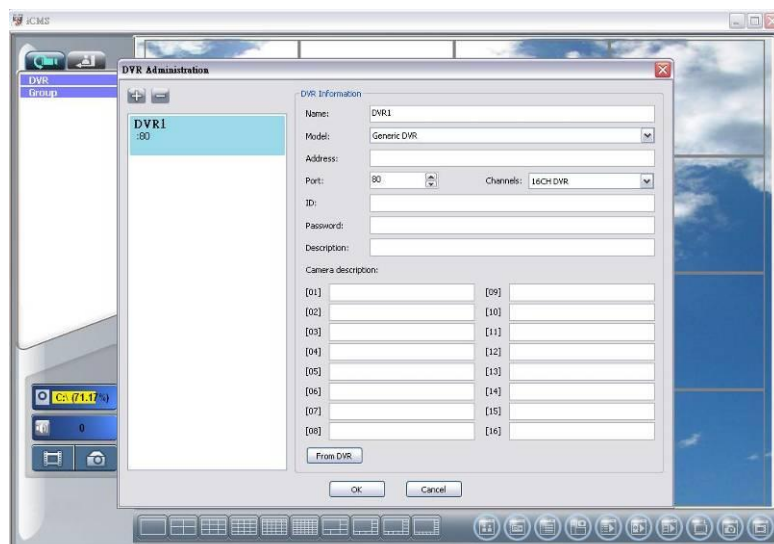 iCMS
DVR
Group
DVR Administration
DVR1
:80
DVR Information
Name: DVR1
Model: Generic DVR
Address:
Port: 80 Channels: 16CH DVR
ID:
Password:
Description:
Camera description:
[01] [09]
[02] [10]
[03] [11]
[04] [12]
[05] [13]
[06] [14]
[07] [15]
[08] [16]
From DVR
OK Cancel
C:\ (71.17%)
0